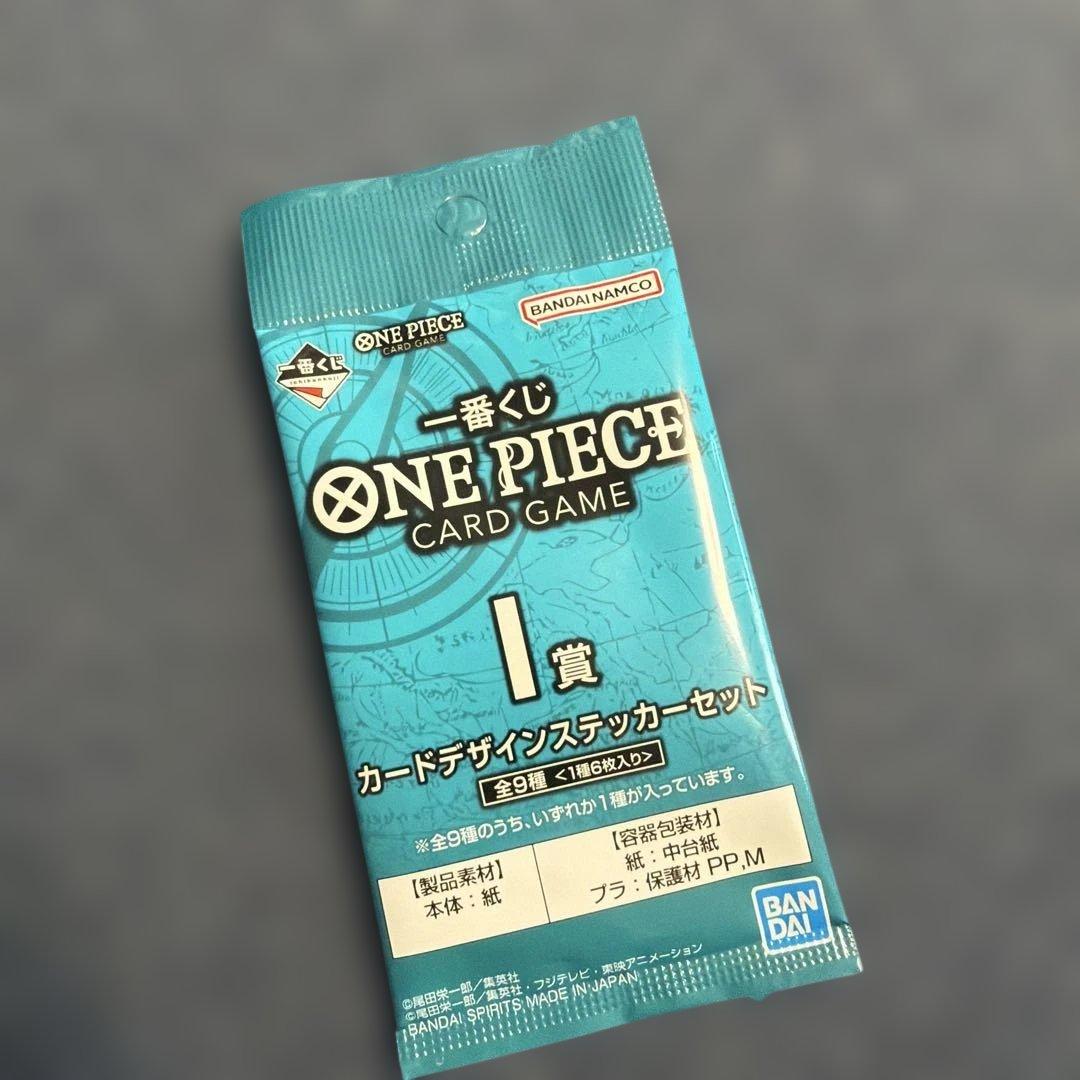 BANDAI NAMCO
ONE PIECE
CARD GAME
一番くじ
ichibankuji
一番くじ
ONE PIECE
CARD GAME
I賞
カードデザインステッカーセット
全9種 <1種6枚入り>
※全9種のうち、いずれか1種が入っています。
【製品素材】
本体:紙
【容器包装材】
紙:中台紙
プラ:保護材 PP,M
BAN
DAI
©尾田栄一郎/集英社
©尾田栄一郎/集英社・フジテレビ・東映アニメーション
BANDAI SPIRITS MADE IN JAPAN